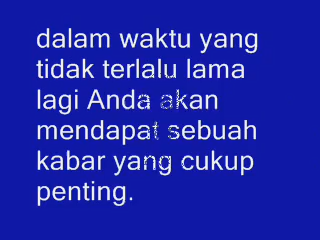 dalam waktu yang
tidak terlalu lama
lagi Anda akan
mendapat sebuah
kabar yang cukup
penting.